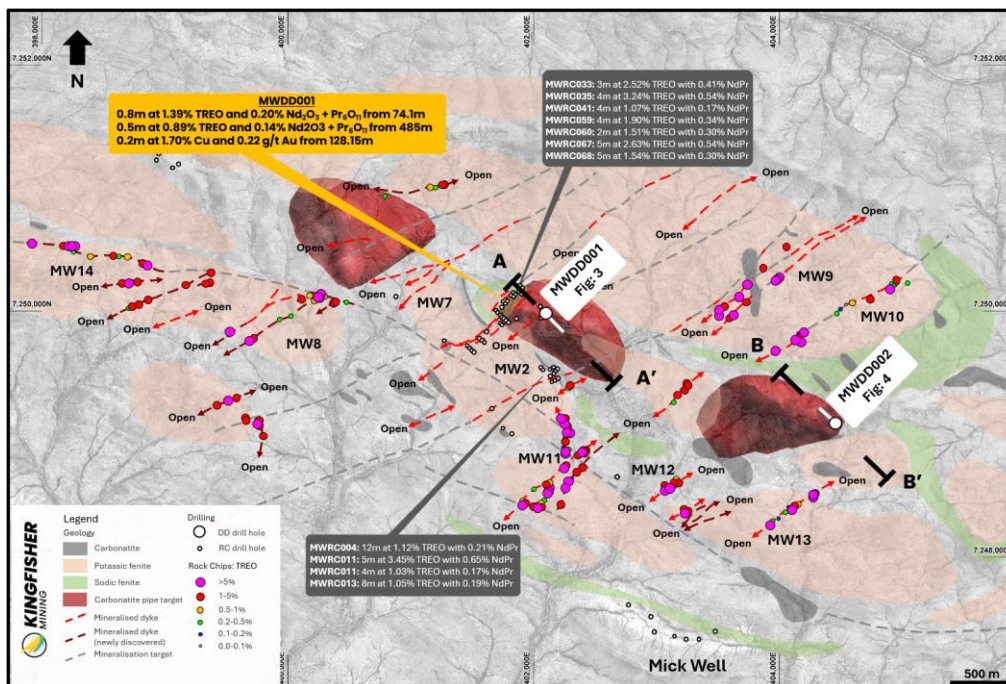 398,000E
400,000E
402,000E
404,000E
7,252,000N
7,252,000N
N
MWDD001
0.8m at 1.39% TREO and 0.20% Nd₂O₃ + Pr₆O₁₁ from 74.1m
0.5m at 0.89% TREO and 0.14% Nd2O3 + Pr₆O₁₁ from 485m
0.2m at 1.70% Cu and 0.22 g/t Au from 128.15m
MWRC033: 3m at 2.52% TREO with 0.41% NdPr
MWRC035: 4m at 3.24% TREO with 0.54% NdPr
MWRC041: 4m at 1.07% TREO with 0.17% NdPr
MWRC059: 4m at 1.90% TREO with 0.34% NdPr
MWRC060: 2m at 1.51% TREO with 0.30% NdPr
MWRC067: 5m at 2.63% TREO with 0.54% NdPr
MWRC068: 5m at 1.54% TREO with 0.30% NdPr
Open
Open
Open
Open
Open
Open
Open
MW14
Open
Open
MW7
A
MWDD001
Fig: 3
MW9
7,250,000N
7,250,000N
MW10
Open
MW8
Open
MW2
Open
Open
B
Open
MWDD002
Fig: 4
A'
Open
Open
Open
Open
Open
Open
Open
MW11
MW12
Open
Open
B'
Open
Open
Open
MW13
7,248,000N
MWRC004: 12m at 1.12% TREO with 0.21% NdPr
MWRC011: 5m at 3.45% TREO with 0.65% NdPr
MWRC011: 4m at 1.03% TREO with 0.17% NdPr
MWRC013: 8m at 1.05% TREO with 0.19% NdPr
KINGFISHER
MINING
Legend
Geology
Carbonatite
Potassic fenite
Sodic fenite
Carbonatite pipe target
Mineralised dyke
Mineralised dyke
(newly discovered)
Mineralisation target
Drilling
DD drill hole
RC drill hole
Rock Chips: TREO
>5%
1-5%
0.5-1%
0.2-0.5%
0.1-0.2%
0.0-0.1%
400,000E
402,000E
404,000E
Mick Well
500 m